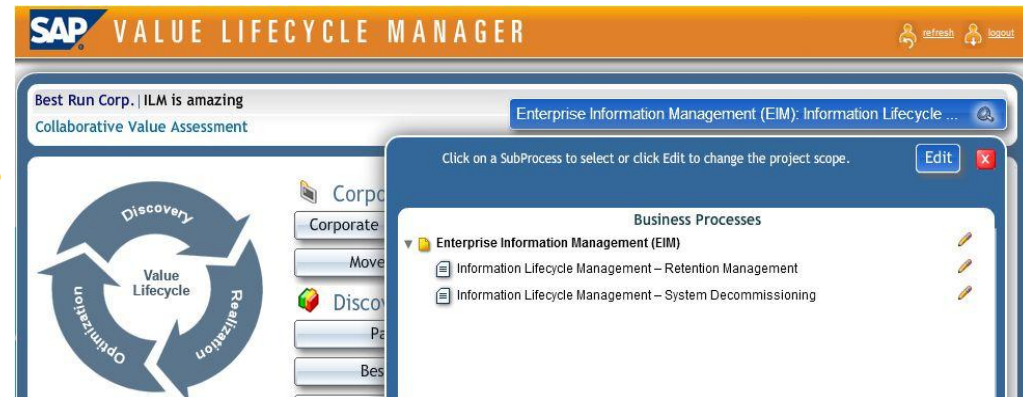 SAP VALUE LIFECYCLE MANAGER
refresh logout
Best Run Corp. | ILM is amazing
Collaborative Value Assessment
Enterprise Information Management (EIM): Information Lifecycle ...
Click on a SubProcess to select or click Edit to change the project scope.
Edit
x
Discovery
Value
Lifecycle
Realization
Optimization
Corpo
Corporate
Move
Disco
Pa
Bes
Business Processes
Enterprise Information Management (EIM)
Information Lifecycle Management – Retention Management
Information Lifecycle Management – System Decommissioning